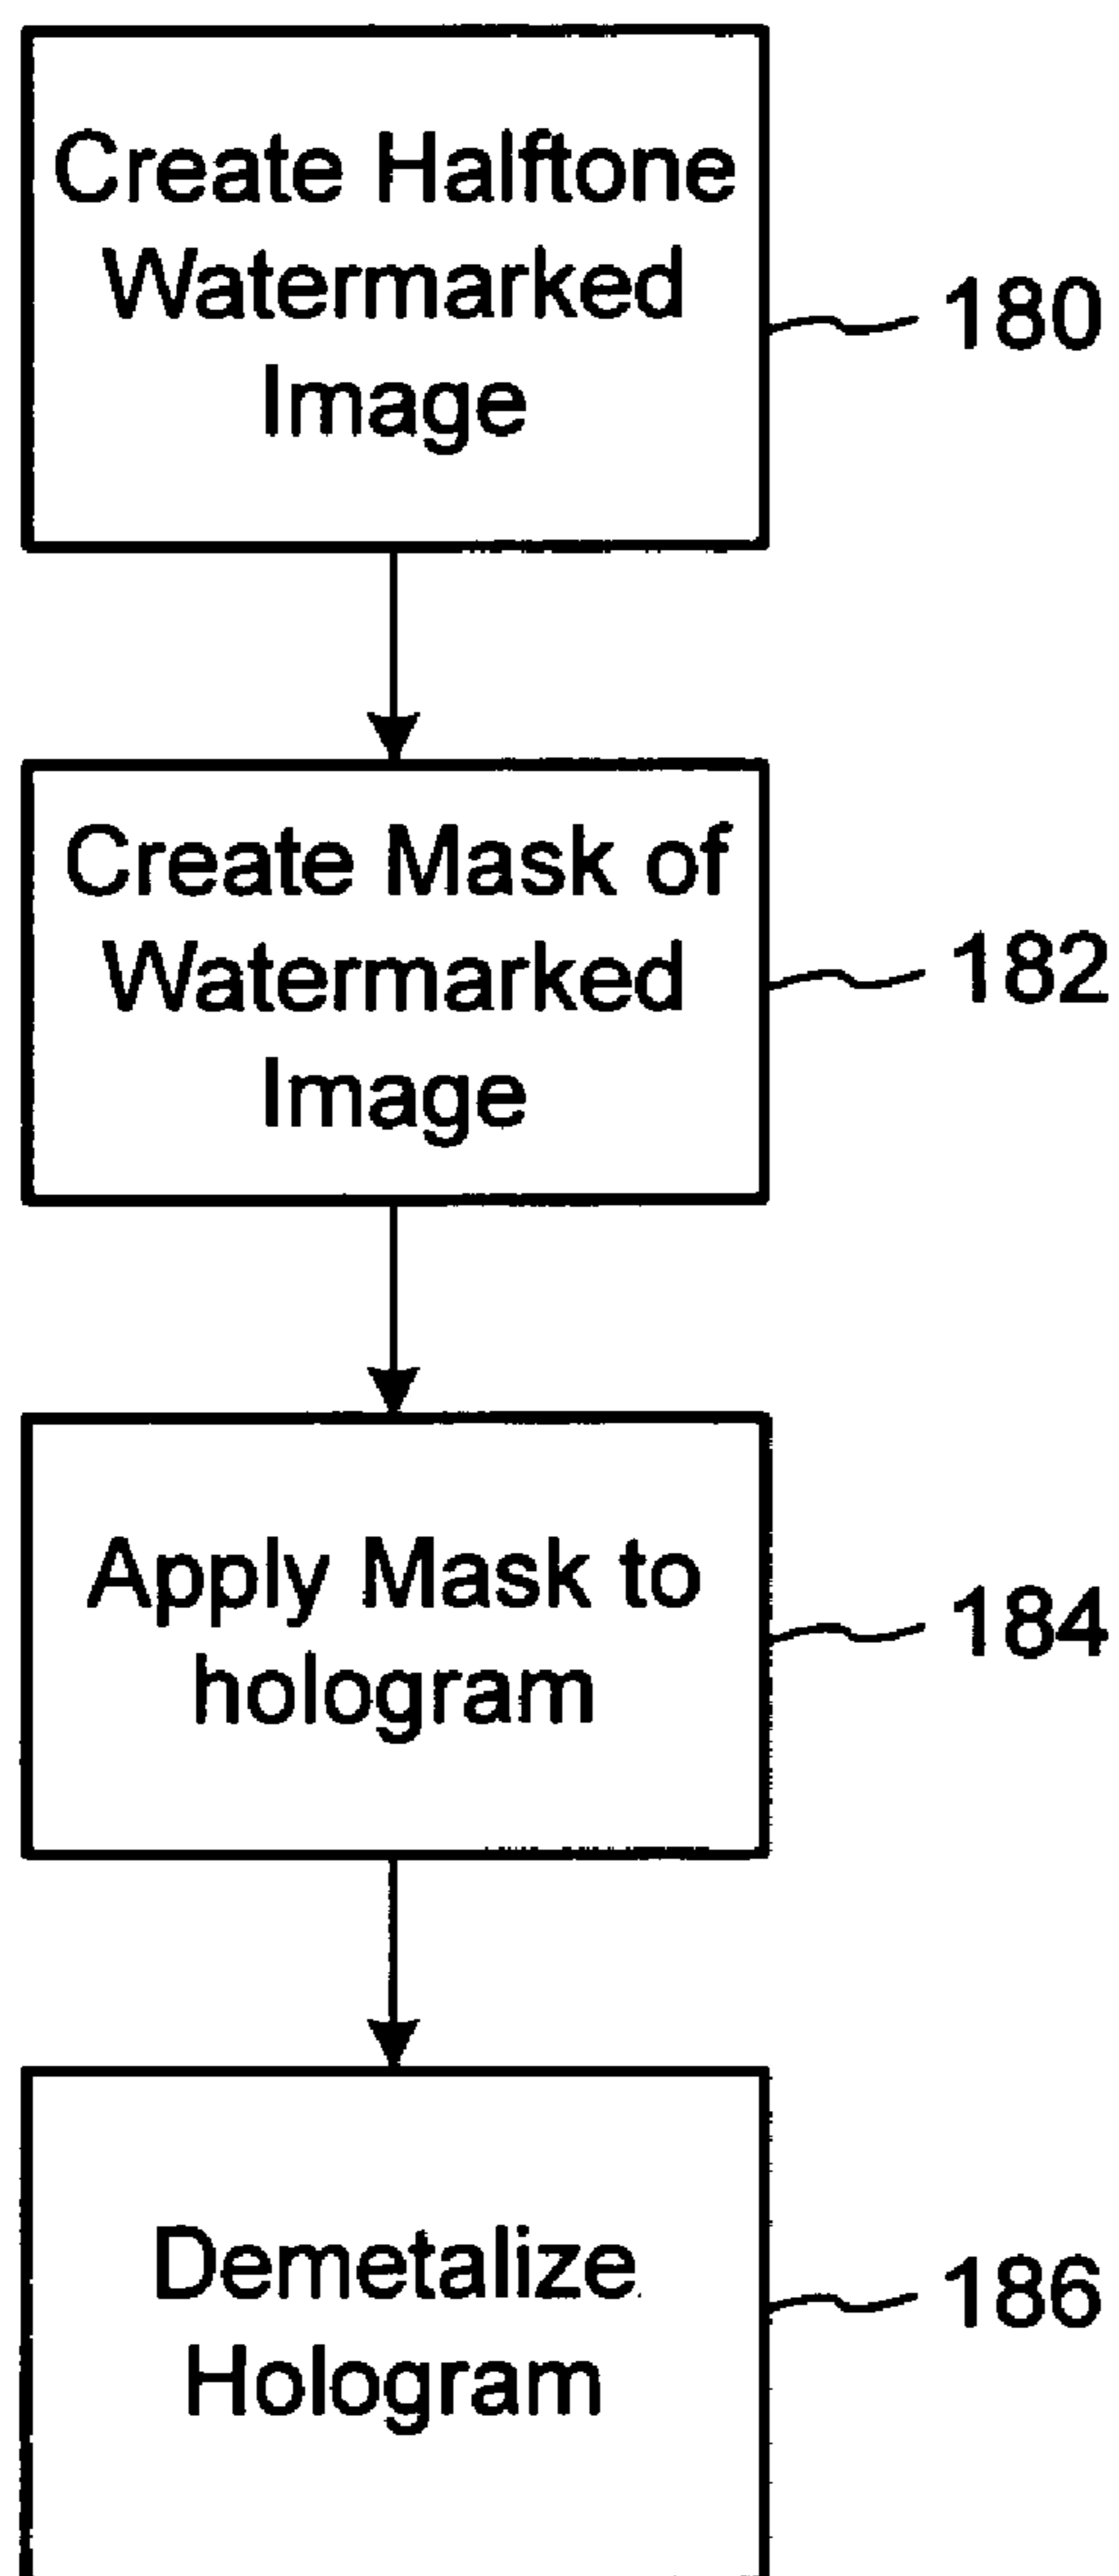 Create Halftone
Watermarked
Image
180
Create Mask of
Watermarked
Image
182
Apply Mask to
hologram
184
Demetalize
Hologram
186